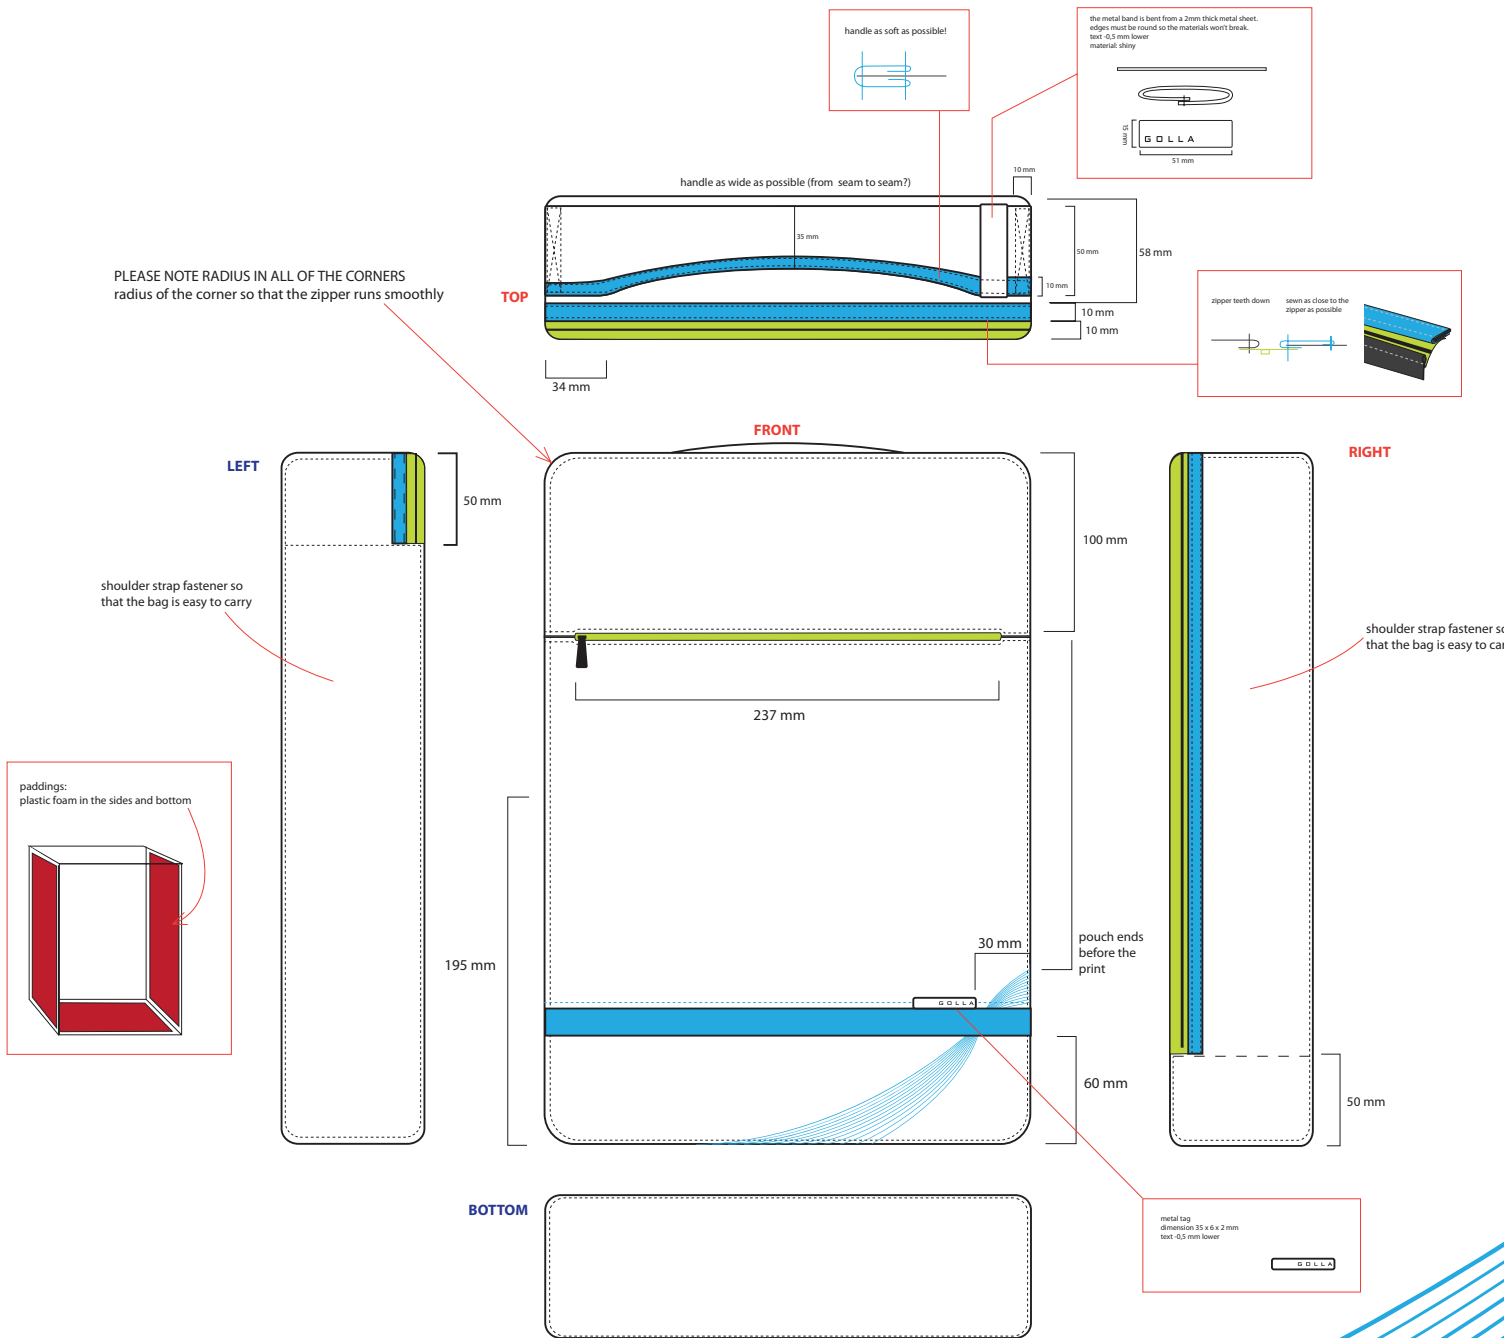 handle as soft as possible!
the metal band is bent from a 2mm thick metal sheet.
edges must be round so the materials won't break.
text -0,5 mm lower
material: shiny
15 mm
GOLLA
51 mm
handle as wide as possible (from seam to seam?)
10 mm
35 mm
50 mm
58 mm
10 mm
10 mm
10 mm
34 mm
PLEASE NOTE RADIUS IN ALL OF THE CORNERS
radius of the corner so that the zipper runs smoothly
TOP
zipper teeth down
sewn as close to the
zipper as possible
FRONT
LEFT
RIGHT
50 mm
100 mm
shoulder strap fastener so
that the bag is easy to carry
shoulder strap fastener so
that the bag is easy to car
237 mm
paddings:
plastic foam in the sides and bottom
195 mm
30 mm
pouch ends
before the
print
GOLLA
60 mm
50 mm
BOTTOM
metal tag
dimension 35 x 6 x 2 mm
text -0,5 mm lower
GOLLA